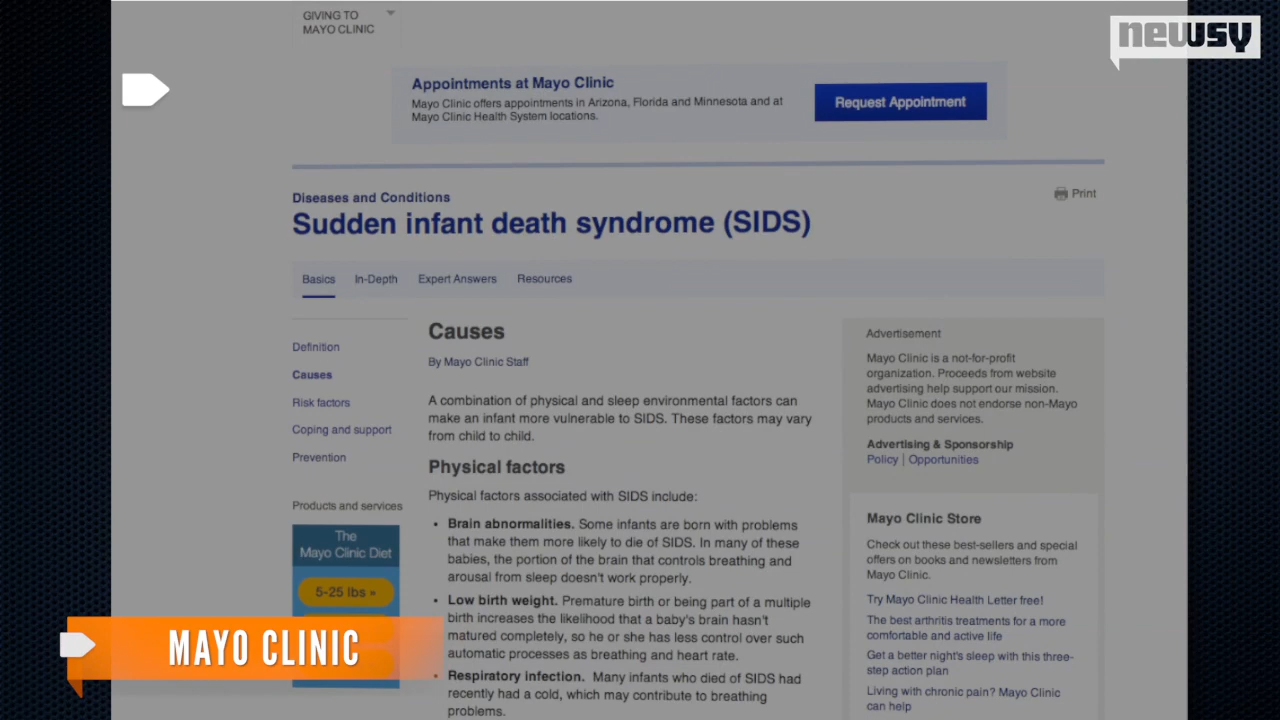 GIVING TO
MAYO CLINIC
newsy
Appointments at Mayo Clinic
Mayo Clinic offers appointments in Arizona, Florida and Minnesota and at
Mayo Clinic Health System locations.
Request Appointment
Diseases and Conditions
Print
Sudden infant death syndrome (SIDS)
Basics In-Depth Expert Answers Resources
Definition
Causes
Risk factors
Coping and support
Prevention
Products and services
The
Mayo Clinic Diet
5-25 lbs »
Causes
By Mayo Clinic Staff
A combination of physical and sleep environmental factors can
make an infant more vulnerable to SIDS. These factors may vary
from child to child.
Physical factors
Physical factors associated with SIDS include:
• Brain abnormalities. Some infants are born with problems
that make them more likely to die of SIDS. In many of these
babies, the portion of the brain that controls breathing and
arousal from sleep doesn't work properly.
• Low birth weight. Premature birth or being part of a multiple
birth increases the likelihood that a baby's brain hasn't
matured completely, so he or she has less control over such
automatic processes as breathing and heart rate.
• Respiratory infection. Many infants who died of SIDS had
recently had a cold, which may contribute to breathing
problems.
Advertisement
Mayo Clinic is a not-for-profit
organization. Proceeds from website
advertising help support our mission.
Mayo Clinic does not endorse non-Mayo
products and services.
Advertising & Sponsorship
Policy | Opportunities
Mayo Clinic Store
Check out these best-sellers and special
offers on books and newsletters from
Mayo Clinic.
Try Mayo Clinic Health Letter free!
The best arthritis treatments for a more
comfortable and active life
Get a better night's sleep with this three-
step action plan
Living with chronic pain? Mayo Clinic
can help
MAYO CLINIC